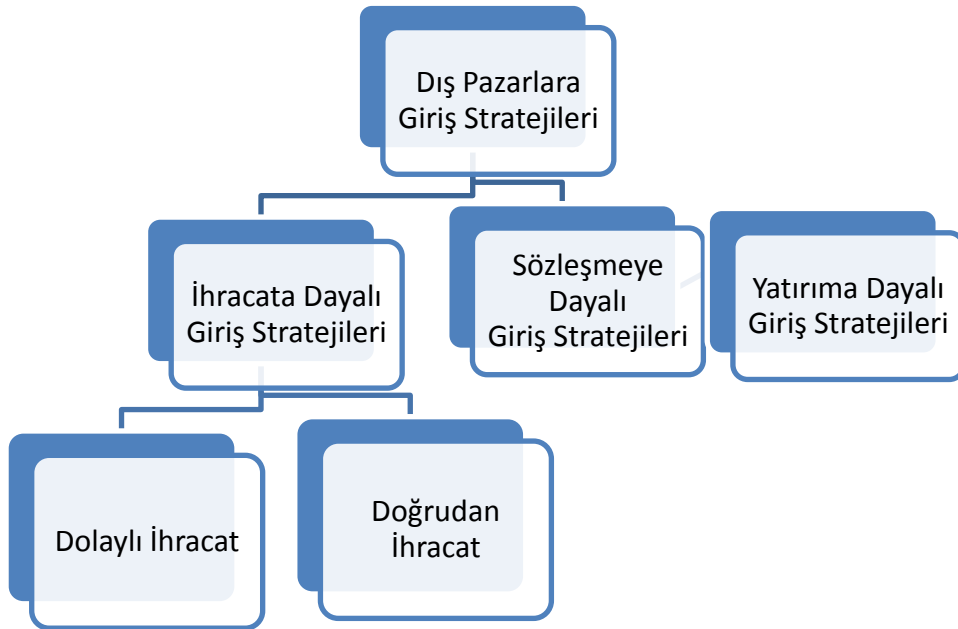 Dış Pazarlara
Giriş Stratejileri
İhracata Dayalı
Giriş Stratejileri
Sözleşmeye
Dayalı
Giriş Stratejileri
Yatırıma Dayalı
Giriş Stratejileri
Dolaylı İhracat
Doğrudan
İhracat